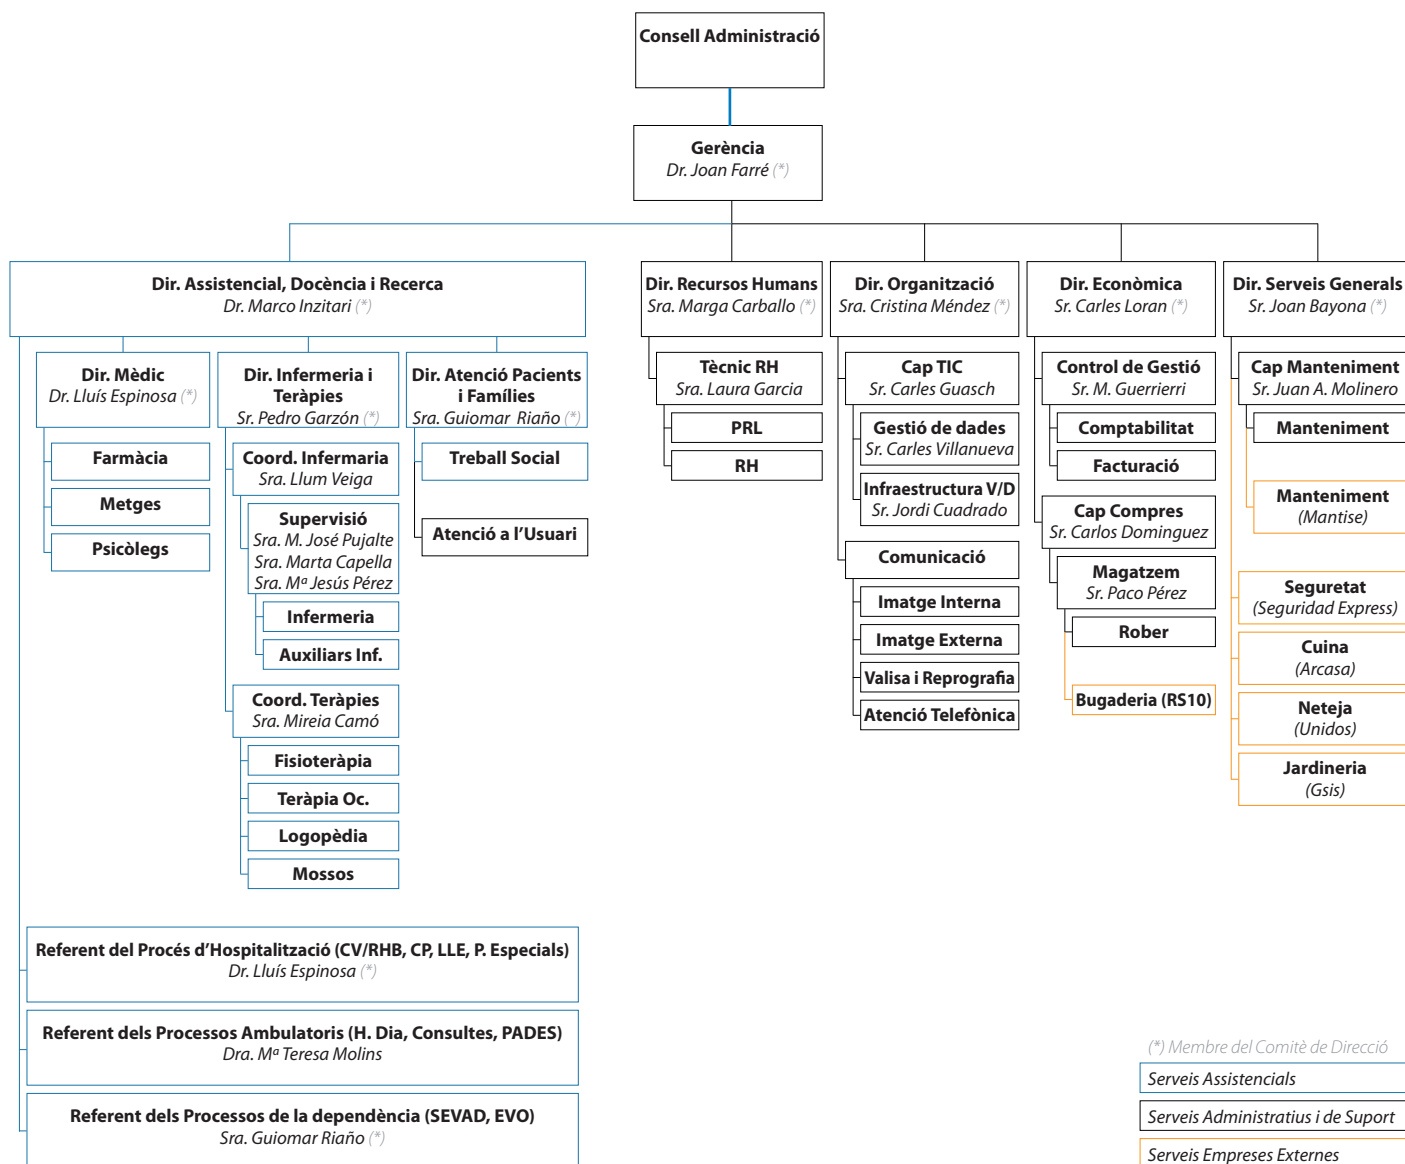 Consell Administració
Gerència
Dr. Joan Farré (*)
Dir. Assistencial, Docència i Recerca
Dr. Marco Inzitari (*)
Dir. Mèdic
Dr. Lluís Espinosa (*)
Farmàcia
Metges
Psicòlegs
Dir. Infermeria i
Teràpies
Sr. Pedro Garzón (*)
Coord. Infermaria
Sra. Llum Veiga
Supervisió
Sra. M. José Pujalte
Sra. Marta Capella
Sra. Mª Jesús Pérez
Infermeria
Auxiliars Inf.
Coord. Teràpies
Sra. Mireia Camó
Fisioteràpia
Teràpia Oc.
Logopèdia
Mossos
Dir. Atenció Pacients
i Famílies
Sra. Guiomar Riaño (*)
Treball Social
Atenció a l'Usuari
Referent del Procés d'Hospitalització (CV/RHB, CP, LLE, P. Especials)
Dr. Lluís Espinosa (*)
Referent dels Processos Ambulatoris (H. Dia, Consultes, PADES)
Dra. Mª Teresa Molins
Referent dels Processos de la dependència (SEVAD, EVO)
Sra. Guiomar Riaño (*)
Dir. Recursos Humans
Sra. Marga Carballo (*)
Tècnic RH
Sra. Laura Garcia
PRL
RH
Dir. Organització
Sra. Cristina Méndez (*)
Cap TIC
Sr. Carles Guasch
Gestió de dades
Sr. Carles Villanueva
Infraestructura V/D
Sr. Jordi Cuadrado
Comunicació
Imatge Interna
Imatge Externa
Valisa i Reprografia
Atenció Telefònica
Dir. Econòmica
Sr. Carles Loran (*)
Control de Gestió
Sr. M. Guerrierri
Comptabilitat
Facturació
Cap Compres
Sr. Carlos Dominguez
Magatzem
Sr. Paco Pérez
Rober
Bugaderia (RS10)
Dir. Serveis Generals
Sr. Joan Bayona (*)
Cap Manteniment
Sr. Juan A. Molinero
Manteniment
Manteniment
(Mantise)
Seguretat
(Seguridad Express)
Cuina
(Arcasa)
Neteja
(Unidos)
Jardineria
(Gsis)
(*) Membre del Comitè de Direcció
Serveis Assistencials
Serveis Administratius i de Suport
Serveis Empreses Externes